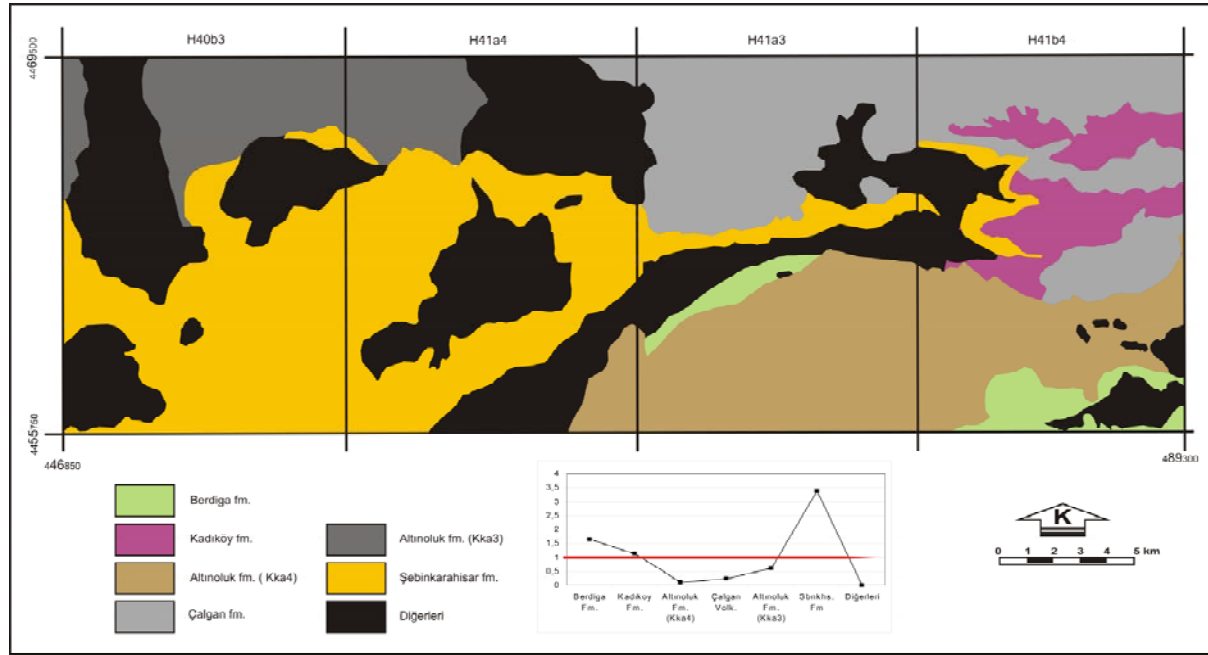 H40b3 H41a4 H41a3 H41b4
4469500
4455760
446850 489300
Berdiga fm.
Kadıköy fm.
Altınoluk fm. ( Kka4)
Çalgan fm.
Altınoluk fm. (Kka3)
Şebinkarahisar fm.
Diğerleri
4
3,5
3
2,5
2
1,5
1
0,5
0
Berdiga Fm.
Kadıköy Fm.
Altınoluk Fm. (Kka4)
Çalgan Volk.
Altınoluk Fm. (Kka3)
Sbnkhs. Fm
Diğerleri
K
0 1 2 3 4 5 km